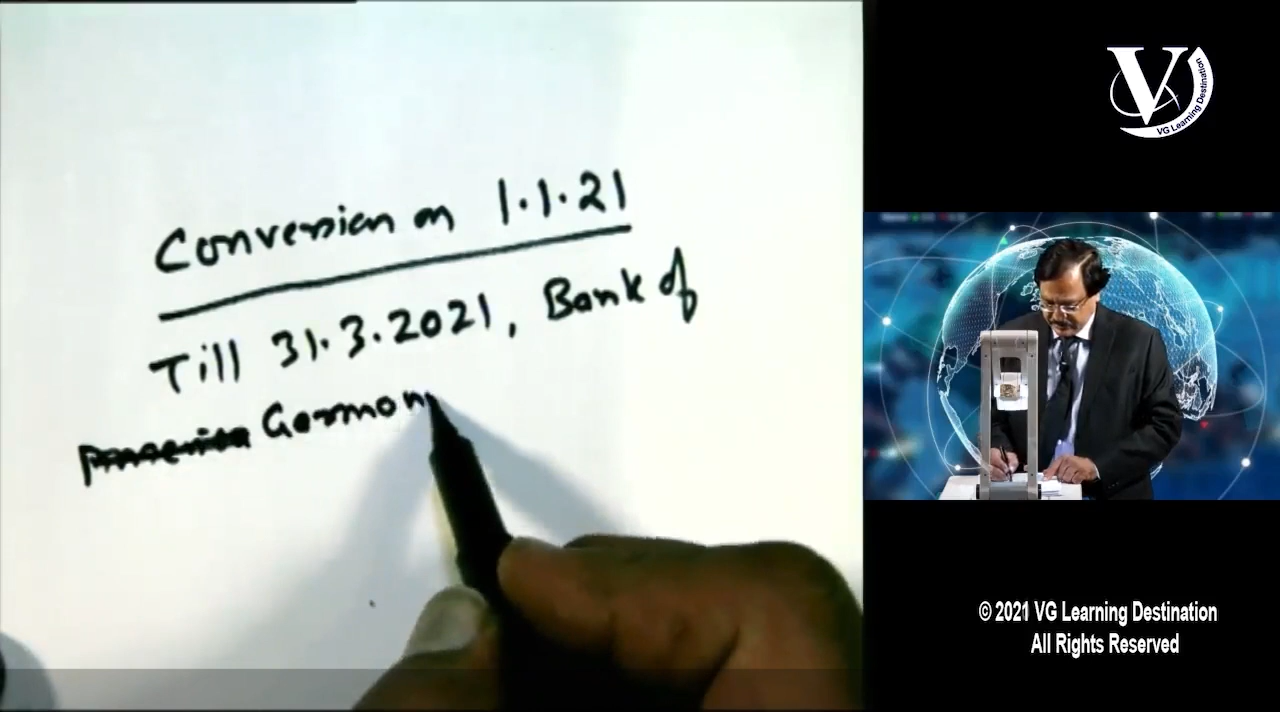 Conversion on 1.1.21
Till 31.3.2021, Bank of
German
V
VG Learning Destination
© 2021 VG Learning Destination
All Rights Reserved